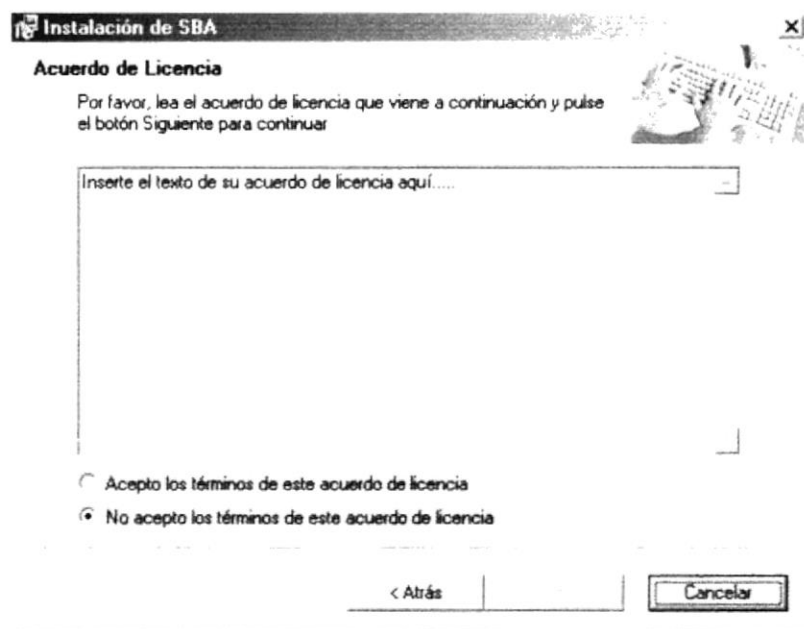 Instalación de SBA
Acuerdo de Licencia
Por favor, lea el acuerdo de licencia que viene a continuación y pulse
el botón Siguiente para continuar
Inserte el texto de su acuerdo de licencia aquí.....
Acepto los términos de este acuerdo de licencia
No acepto los términos de este acuerdo de licencia
< Atrás
Cancelar